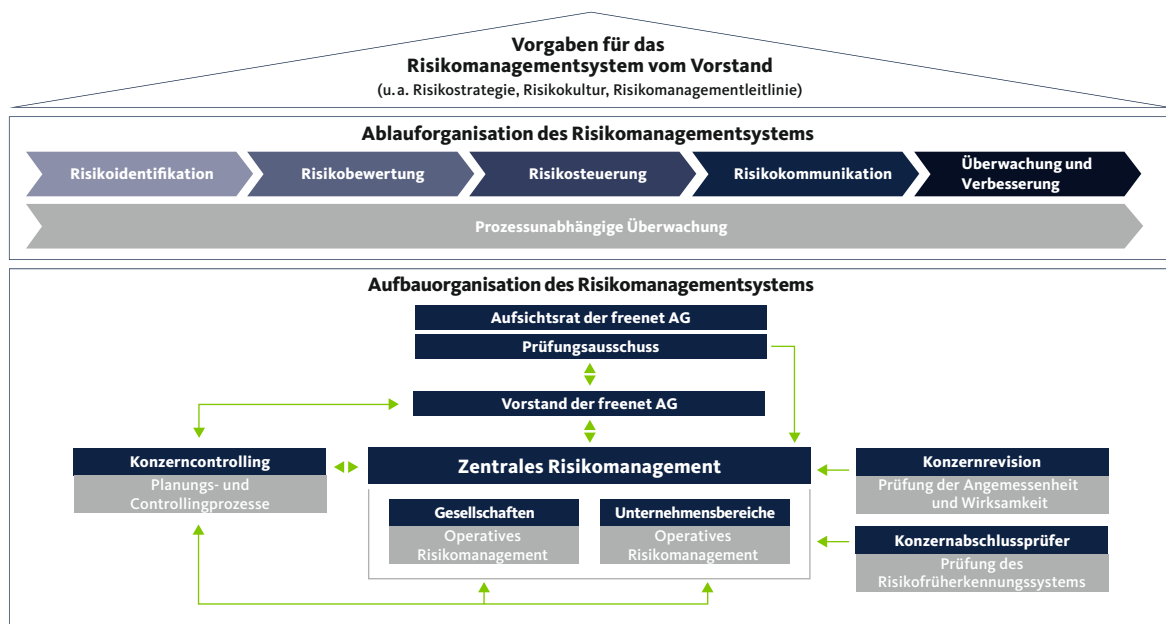 Vorgaben für das
Risikomanagementsystem vom Vorstand
(u. a. Risikostrategie, Risikokultur, Risikomanagementleitlinie)
Ablauforganisation des Risikomanagementsystems
Risikoidentifikation
Risikobewertung
Risikosteuerung
Risikokommunikation
Überwachung und
Verbesserung
Prozessunabhängige Überwachung
Aufbauorganisation des Risikomanagementsystems
Aufsichtsrat der freenet AG
Prüfungsausschuss
Vorstand der freenet AG
Konzerncontrolling
Planungs- und
Controllingprozesse
Zentrales Risikomanagement
Gesellschaften
Operatives
Risikomanagement
Unternehmensbereiche
Operatives
Risikomanagement
Konzernrevision
Prüfung der Angemessenheit
und Wirksamkeit
Konzernabschlussprüfer
Prüfung des
Risikofrüherkennungssystems